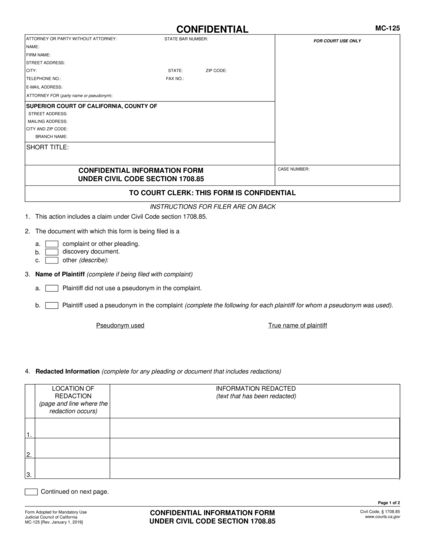 CONFIDENTIAL
MC-125
ATTORNEY OR PARTY WITHOUT ATTORNEY: STATE BAR NUMBER:
NAME:
FIRM NAME:
STREET ADDRESS:
CITY: STATE: ZIP CODE:
TELEPHONE NO.: FAX NO.:
E-MAIL ADDRESS:
ATTORNEY FOR (party name or pseudonym):
FOR COURT USE ONLY
SUPERIOR COURT OF CALIFORNIA, COUNTY OF
STREET ADDRESS:
MAILING ADDRESS:
CITY AND ZIP CODE:
BRANCH NAME:
SHORT TITLE:
CONFIDENTIAL INFORMATION FORM
UNDER CIVIL CODE SECTION 1708.85
CASE NUMBER:
TO COURT CLERK: THIS FORM IS CONFIDENTIAL
INSTRUCTIONS FOR FILER ARE ON BACK
1. This action includes a claim under Civil Code section 1708.85.
2. The document with which this form is being filed is a
a. complaint or other pleading.
b. discovery document.
c. other (describe):
3. Name of Plaintiff (complete if being filed with complaint)
a. Plaintiff did not use a pseudonym in the complaint.
b. Plaintiff used a pseudonym in the complaint (complete the following for each plaintiff for whom a pseudonym was used).
Pseudonym used True name of plaintiff
4. Redacted Information (complete for any pleading or document that includes redactions)
LOCATION OF
REDACTION
(page and line where the
redaction occurs)
INFORMATION REDACTED
(text that has been redacted)
1.
2.
3.
Continued on next page.
Page 1 of 2
Form Adopted for Mandatory Use
Judicial Council of California
MC-125 [Rev. January 1, 2018]
CONFIDENTIAL INFORMATION FORM
UNDER CIVIL CODE SECTION 1708.85
Civil Code, § 1708.85
www.courts.ca.gov